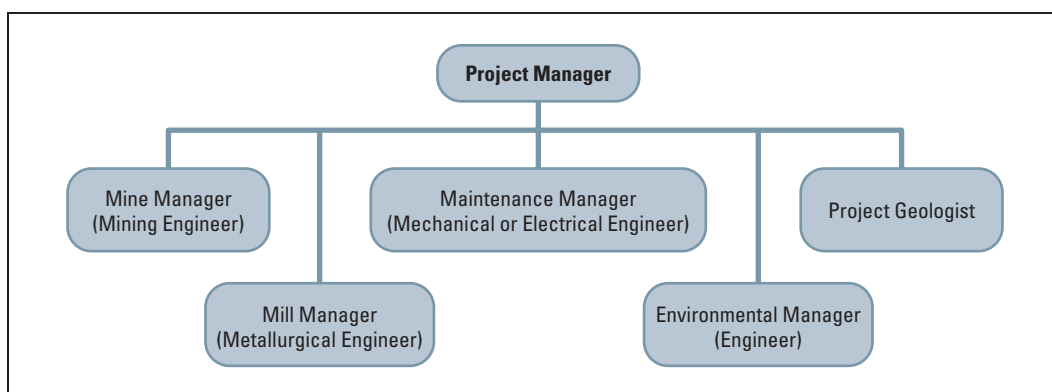 Project Manager
Mine Manager
(Mining Engineer)
Maintenance Manager
(Mechanical or Electrical Engineer)
Project Geologist
Mill Manager
(Metallurgical Engineer)
Environmental Manager
(Engineer)